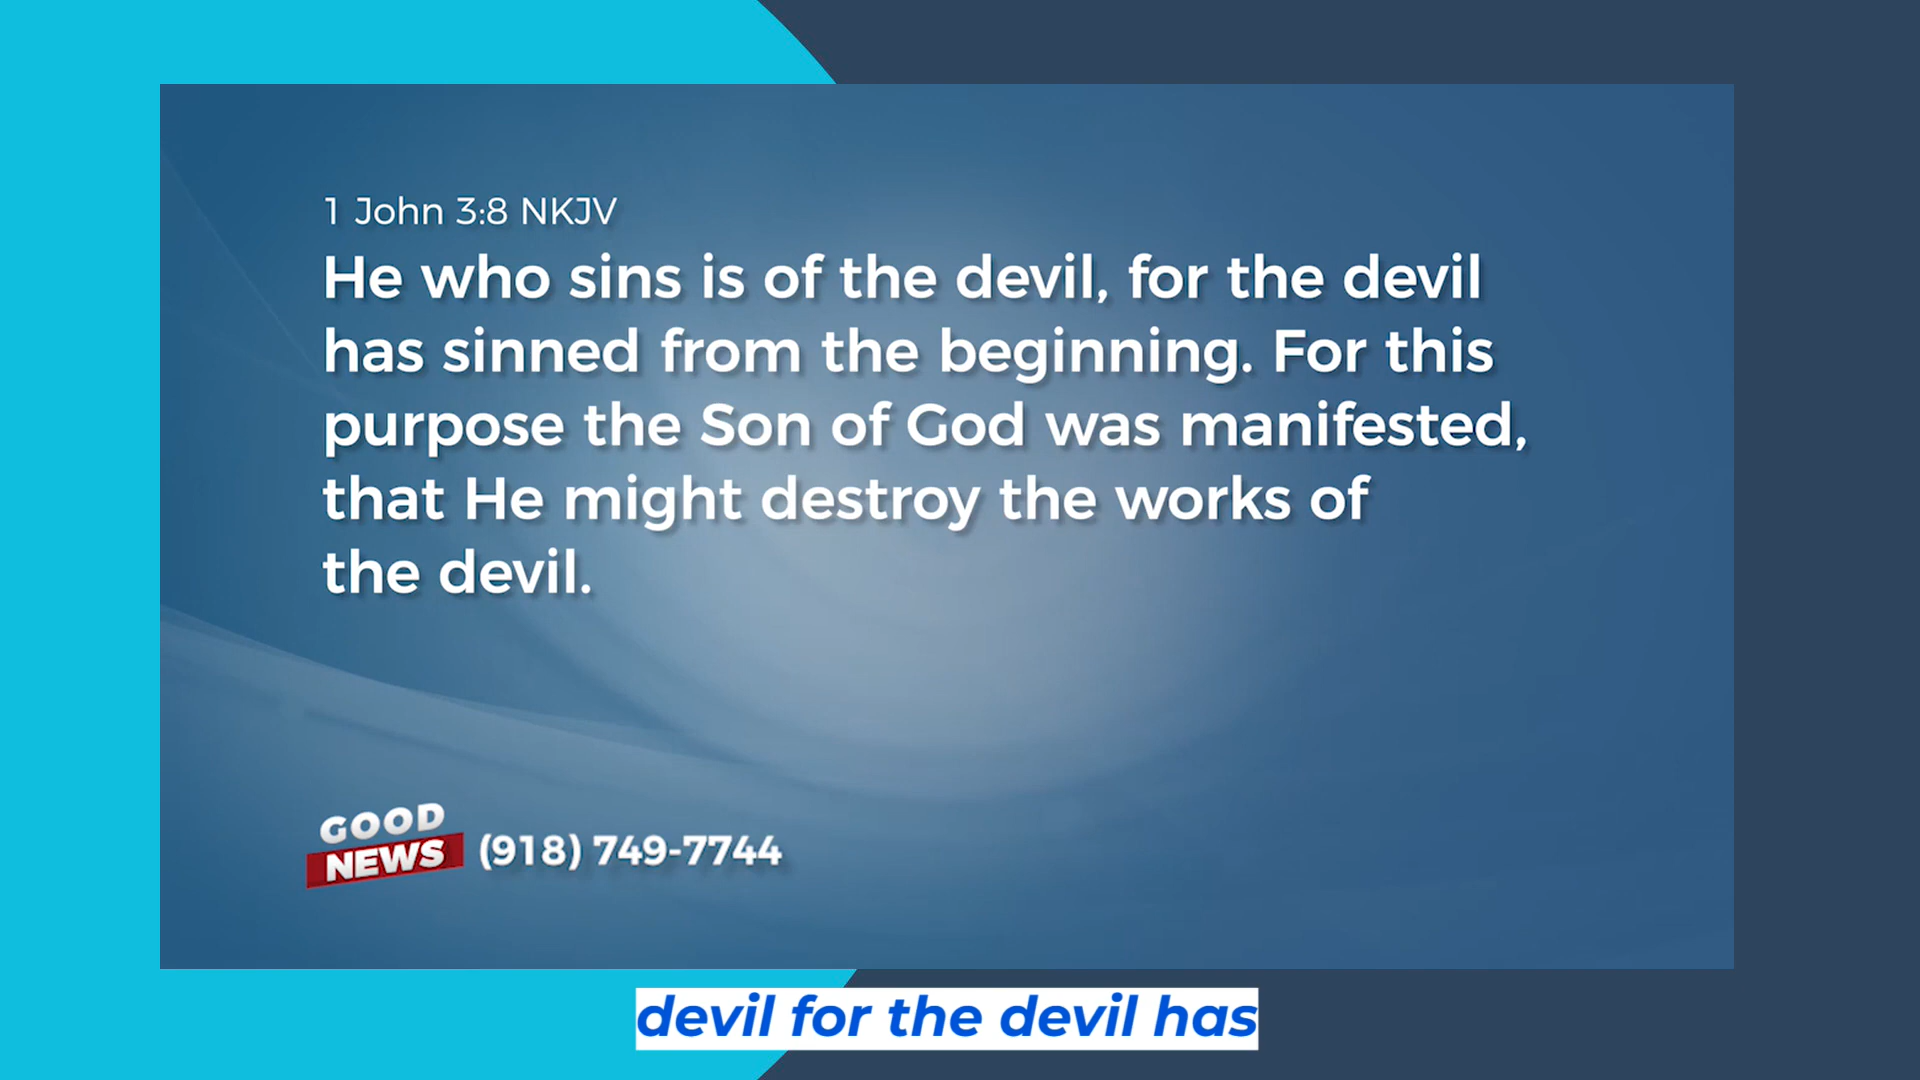 1 John 3:8 NKJV
He who sins is of the devil, for the devil
has sinned from the beginning. For this
purpose the Son of God was manifested,
that He might destroy the works of
the devil.
GOOD
NEWS
(918) 749-7744
devil for the devil has